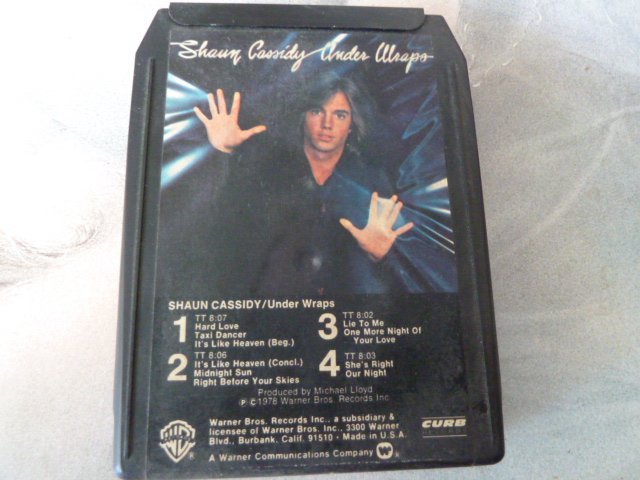 Shaun Cassidy Under Wraps
SHAUN CASSIDY/Under Wraps
1 TT 8:07
Hard Love
Taxi Dancer
It's Like Heaven (Beg.)
2 TT 8:06
It's Like Heaven (Concl.)
Midnight Sun
Right Before Your Skies
3 TT 8:02
Lie To Me
One More Night Of
Your Love
4 TT 8:03
She's Right
Our Night
Produced by Michael Lloyd
℗©1978 Warner Bros. Records Inc
WB ®
Warner Bros. Records Inc., a subsidiary &
licensee of Warner Bros. Inc., 3300 Warner
Blvd., Burbank, Calif. 91510 • Made in U.S.A.
A Warner Communications Company
CURB